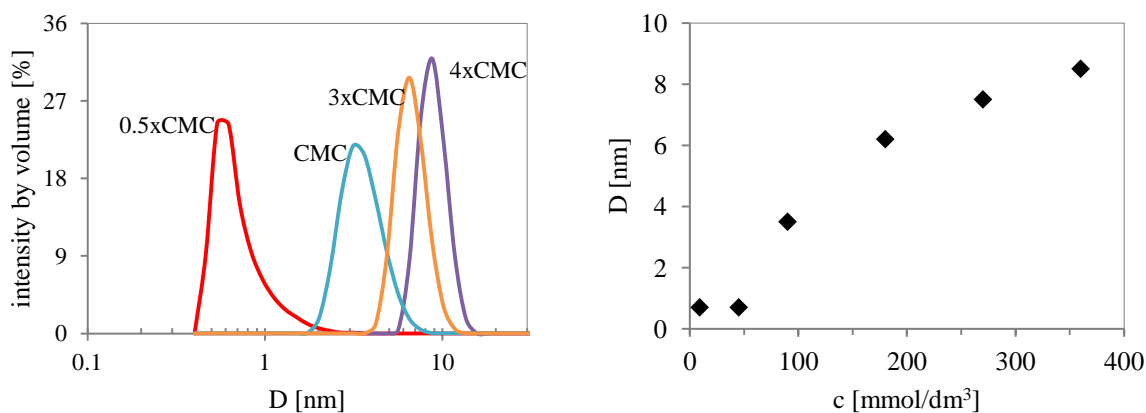 intensity by volume [%]
36
27
18
9
0
0.5xCMC
CMC
3xCMC
4xCMC
0.1
1
10
D [nm]
D [nm]
10
8
6
4
2
0
0
100
200
300
400
c [mmol/dm³]